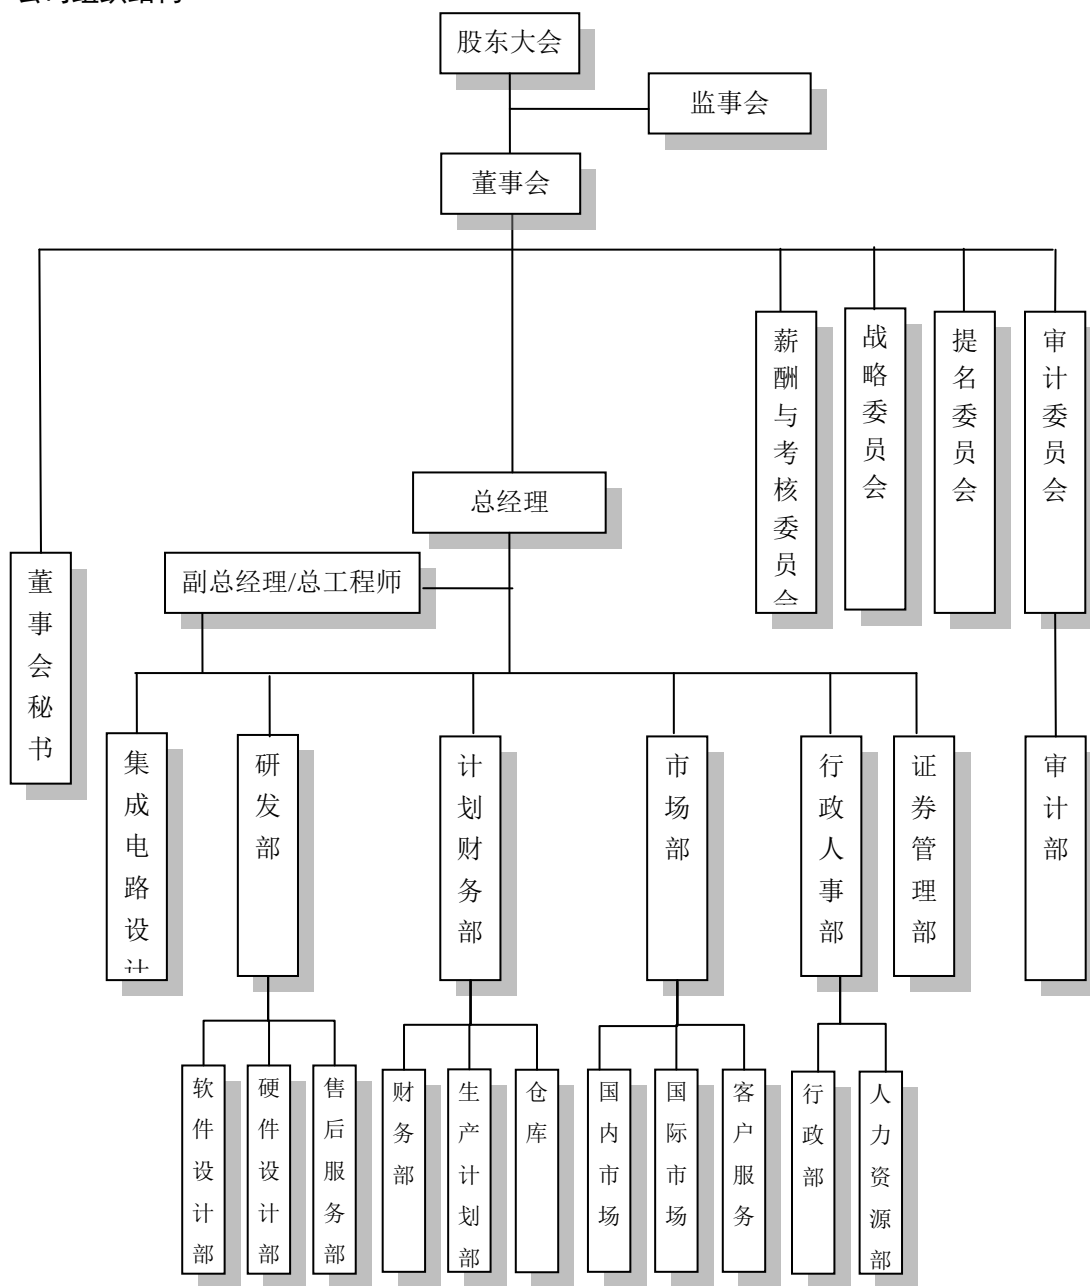 股东大会
监事会
董事会
薪酬与考核委员会
战略委员会
提名委员会
审计委员会
总经理
副总经理/总工程师
董事会秘书
集成电路设计
研发部
计划财务部
市场部
行政人事部
证券管理部
审计部
软件设计部
硬件设计部
售后服务部
财务部
生产计划部
仓库
国内市场
国际市场
客户服务
行政部
人力资源部